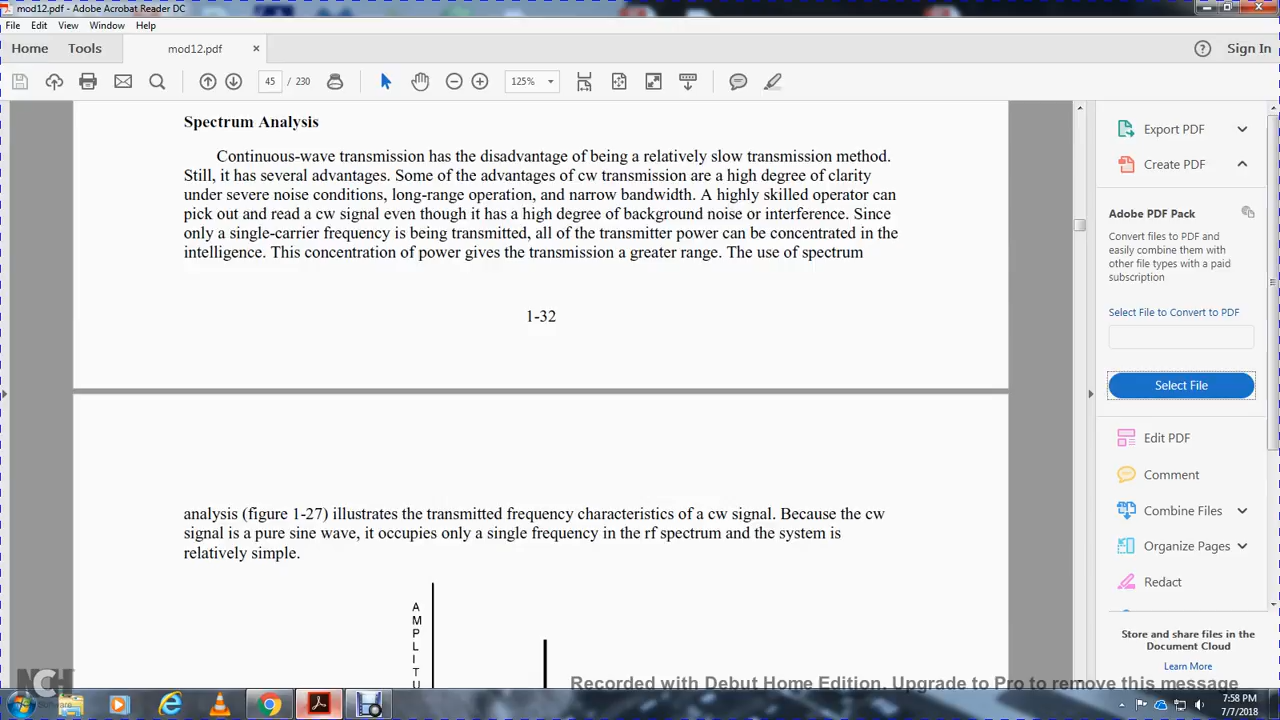 mod12.pdf - Adobe Acrobat Reader DC
File Edit View Window Help
Home Tools mod12.pdf × Sign In
45 / 230 125%
Spectrum Analysis
Continuous-wave transmission has the disadvantage of being a relatively slow transmission method.
Still, it has several advantages. Some of the advantages of cw transmission are a high degree of clarity
under severe noise conditions, long-range operation, and narrow bandwidth. A highly skilled operator can
pick out and read a cw signal even though it has a high degree of background noise or interference. Since
only a single-carrier frequency is being transmitted, all of the transmitter power can be concentrated in the
intelligence. This concentration of power gives the transmission a greater range. The use of spectrum
1-32
analysis (figure 1-27) illustrates the transmitted frequency characteristics of a cw signal. Because the cw
signal is a pure sine wave, it occupies only a single frequency in the rf spectrum and the system is
relatively simple.
A
M
P
L
I
T
U
Export PDF
Create PDF
Adobe PDF Pack
Convert files to PDF and
easily combine them with
other file types with a paid
subscription
Select File to Convert to PDF
Select File
Edit PDF
Comment
Combine Files
Organize Pages
Redact
Store and share files in the
Document Cloud
Learn More
NCH
Software
Recorded with Debut Home Edition. Upgrade to Pro to remove this message
7:58 PM
7/7/2018